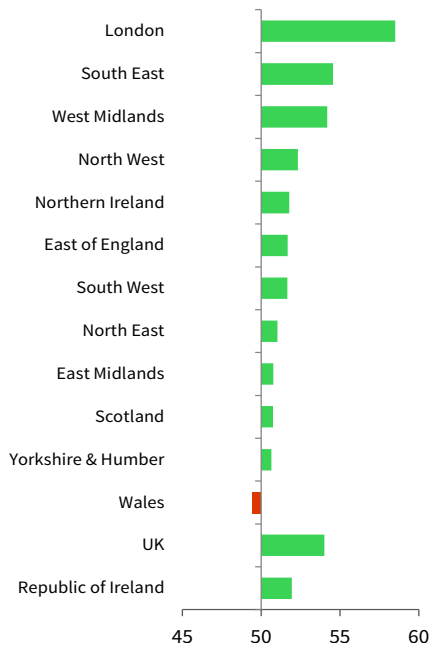 London
South East
West Midlands
North West
Northern Ireland
East of England
South West
North East
East Midlands
Scotland
Yorkshire & Humber
Wales
UK
Republic of Ireland
45 50 55 60